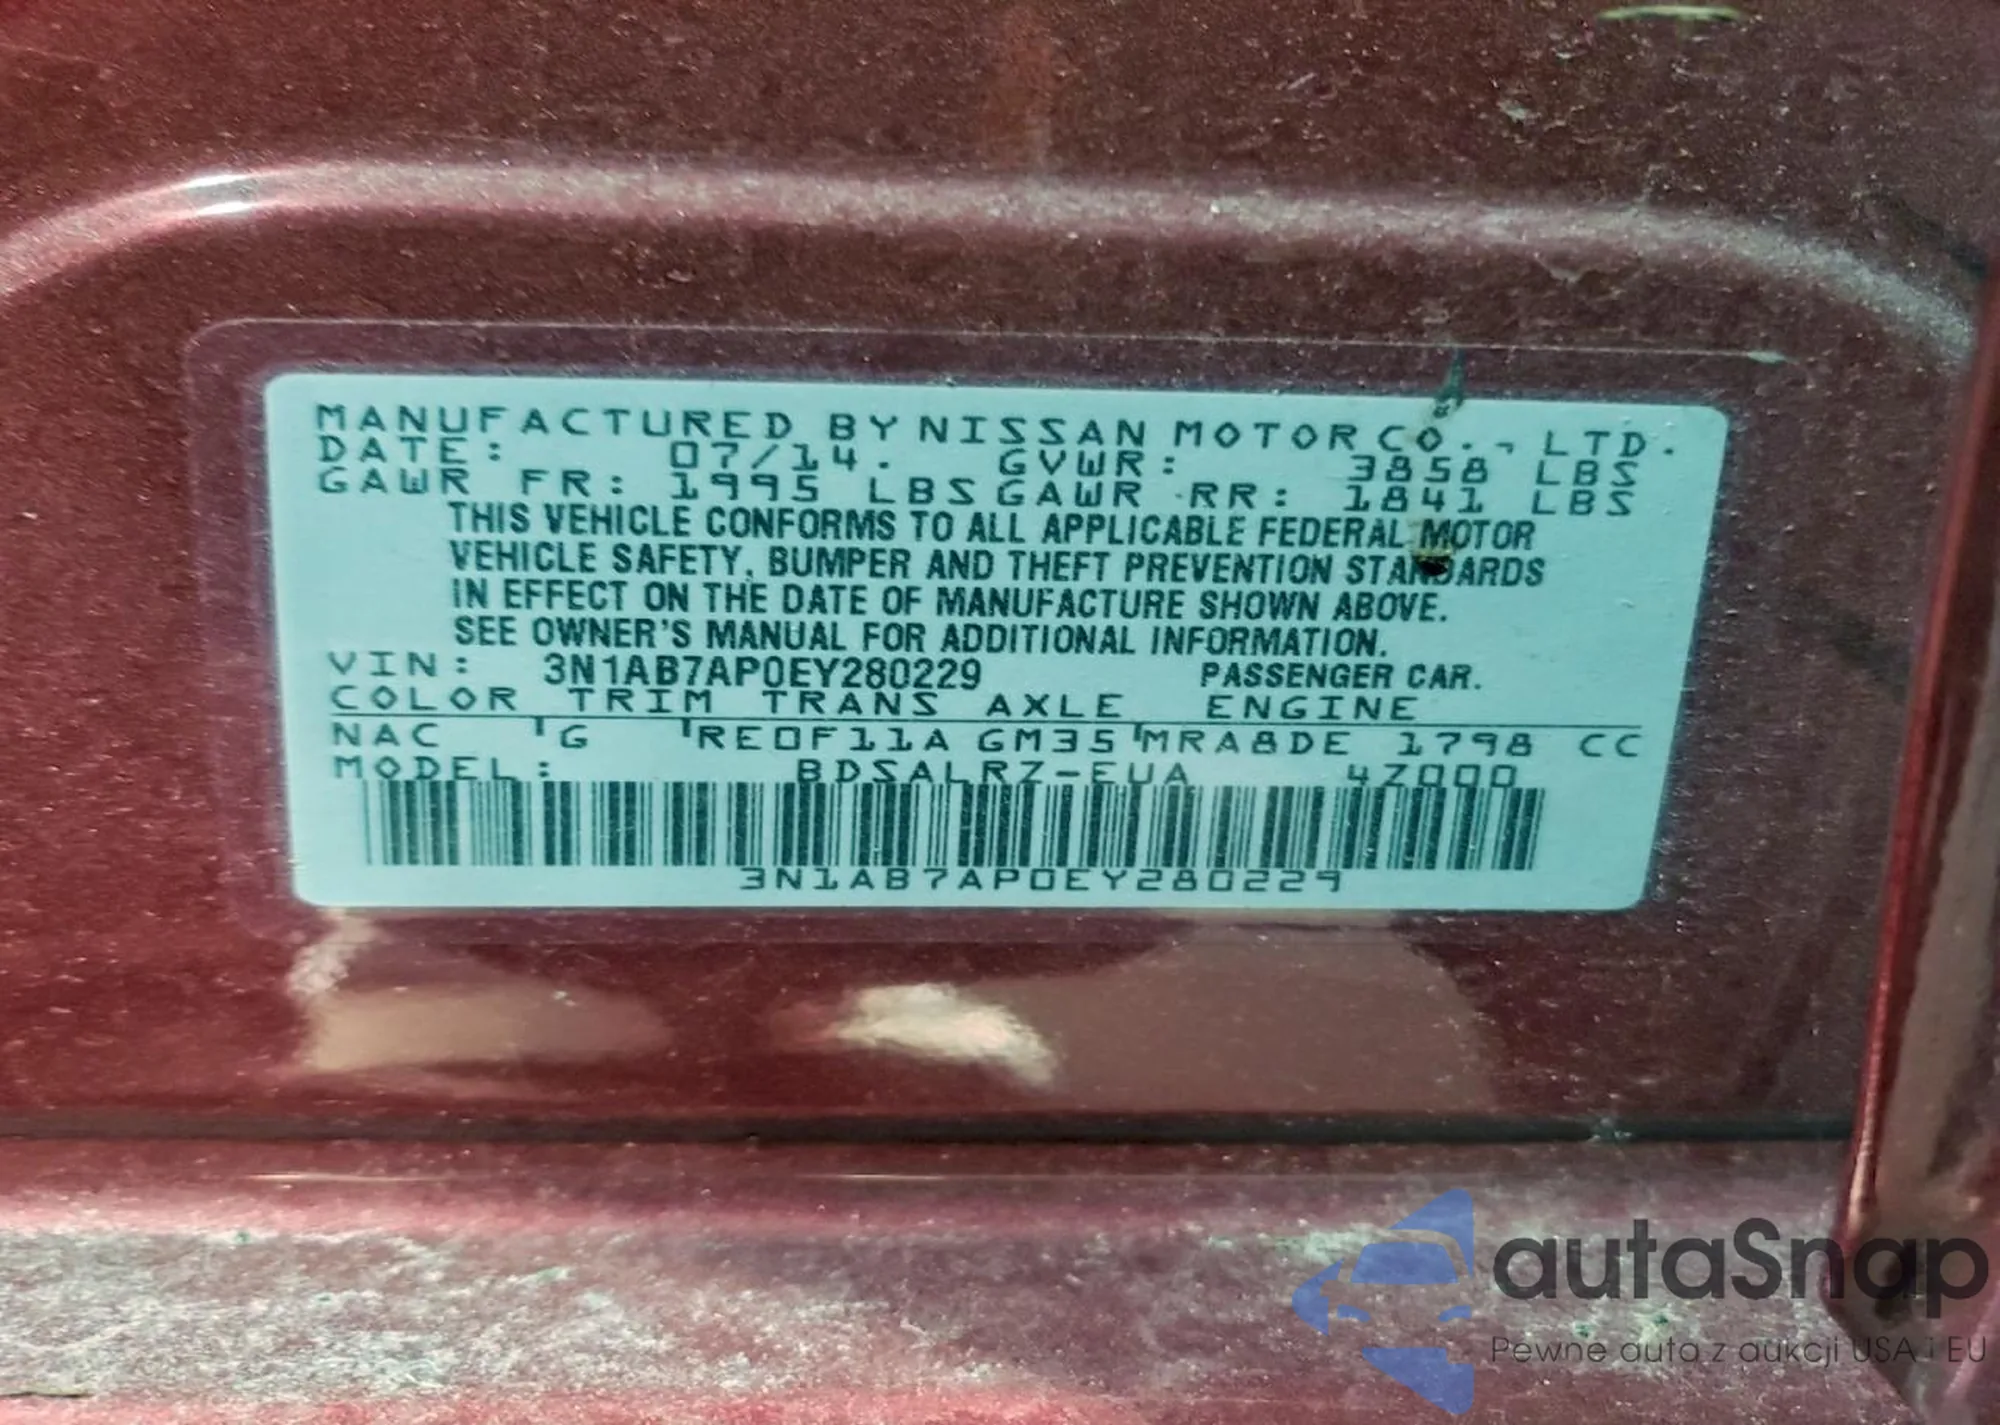 MANUFACTURED BY NISSAN MOTOR CO., LTD.
DATE: 07/14. GVWR: 3858 LBS
GAWR FR: 1995 LBS GAWR RR: 1841 LBS
THIS VEHICLE CONFORMS TO ALL APPLICABLE FEDERAL MOTOR
VEHICLE SAFETY, BUMPER AND THEFT PREVENTION STANDARDS
IN EFFECT ON THE DATE OF MANUFACTURE SHOWN ABOVE.
SEE OWNER'S MANUAL FOR ADDITIONAL INFORMATION.
VIN: 3N1AB7AP0EY280229 PASSENGER CAR.
COLOR TRIM TRANS AXLE ENGINE
NAC G RE0F11A GM35 MRA8DE 1798 CC
MODEL: BDSALRZ-EUA 4Z000
3N1AB7AP0EY280229
autaSnap
Pewne auta z aukcji USA i EU